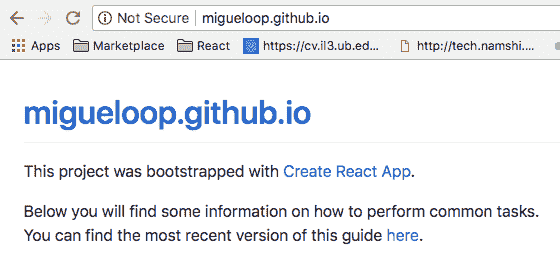 Not Secure | migueloop.github.io
Apps Marketplace React https://cv.il3.ub.ed... http://tech.namshi....
migueloop.github.io
This project was bootstrapped with Create React App.
Below you will find some information on how to perform common tasks.
You can find the most recent version of this guide here.